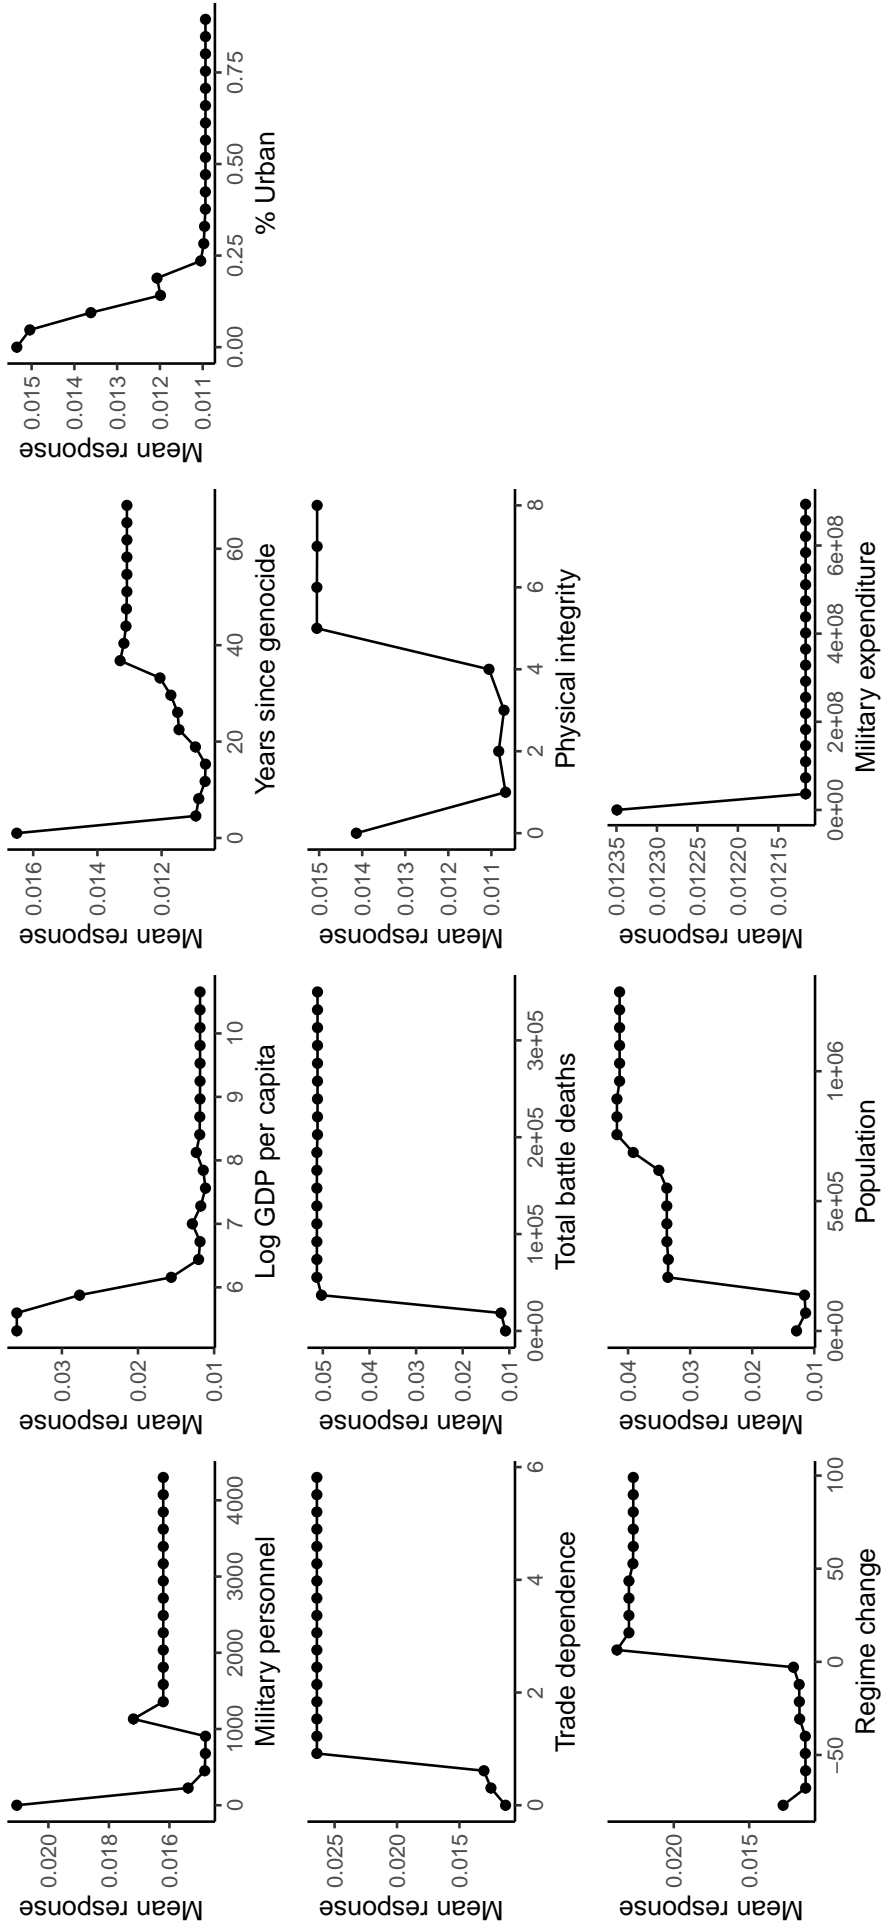 Mean response
0.020
0.018
0.016
0 1000 2000 3000 4000
Military personnel
Mean response
0.03
0.02
0.01
6 7 8 9 10
Log GDP per capita
Mean response
0.016
0.014
0.012
0 20 40 60
Years since genocide
Mean response
0.015
0.014
0.013
0.012
0.011
0.00 0.25 0.50 0.75
% Urban
Mean response
0.025
0.020
0.015
0 2 4 6
Trade dependence
Mean response
0.05
0.04
0.03
0.02
0.01
0e+00 1e+05 2e+05 3e+05
Total battle deaths
Mean response
0.015
0.014
0.013
0.012
0.011
0 2 4 6 8
Physical integrity
Mean response
0.020
0.015
−50 0 50 100
Regime change
Mean response
0.04
0.03
0.02
0.01
0e+00 5e+05 1e+06
Population
Mean response
0.01235
0.01230
0.01225
0.01220
0.01215
0e+00 2e+08 4e+08 6e+08
Military expenditure